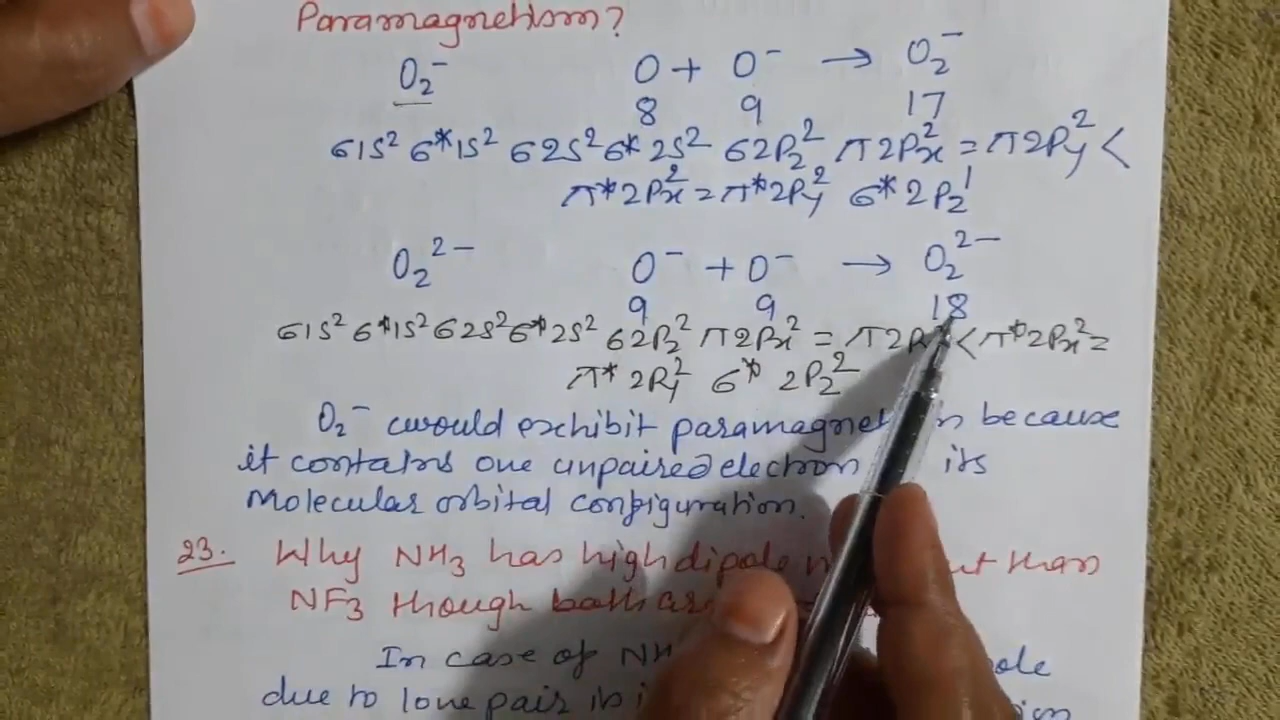 Paramagnetism?
O₂⁻ O + O⁻ → O₂⁻
8 9 17
σ1s² σ*1s² σ2s² σ*2s² σ2Pz² π2Px² = π2Py² <
π*2Px² = π*2Py² σ*2Pz¹
O₂²⁻ O⁻ + O⁻ → O₂²⁻
9 9 18
σ1s² σ*1s² σ2s² σ*2s² σ2Pz² π2Px² = < π*2Px² =
π*2Py² σ*2Pz²
O₂⁻ would exhibit because
it contains one unpaired electron its
Molecular orbital configuration.
23. Why NH₃ has high dipole than
NF₃ though both
In case of
due to lone pair is